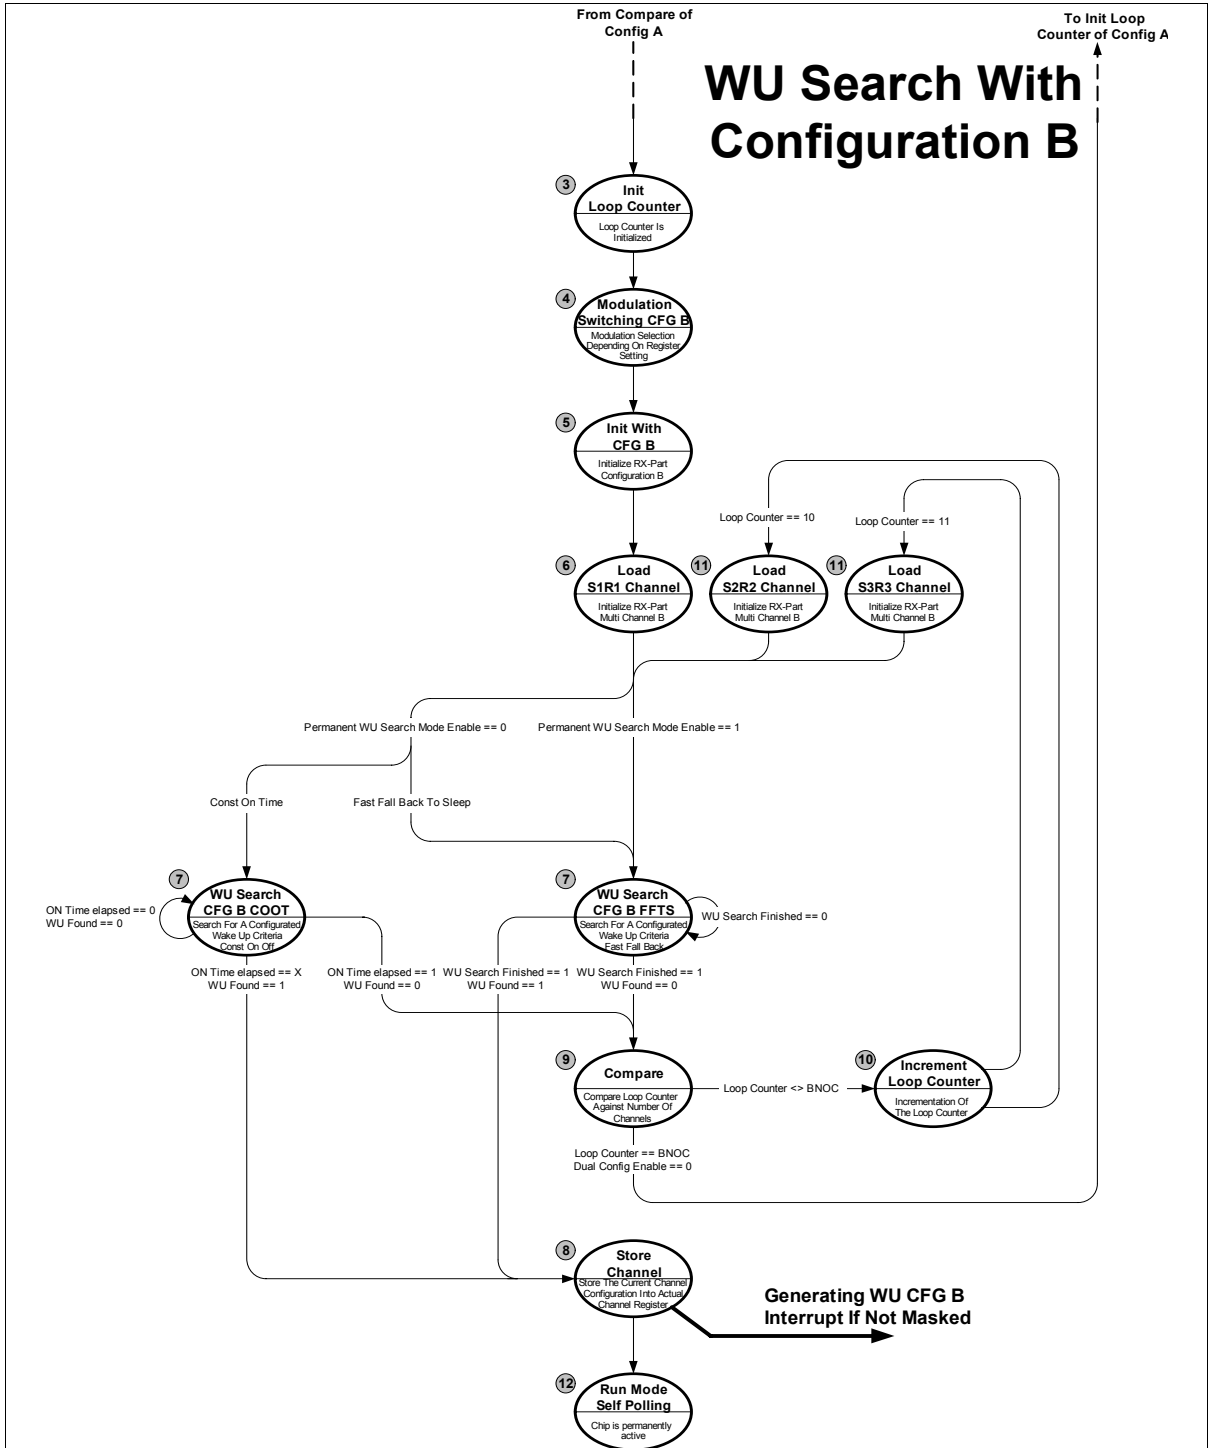 From Compare of
Config A
To Init Loop
Counter of Config A
WU Search With
Configuration B
3
Init
Loop Counter
Loop Counter Is
Initialized
4
Modulation
Switching CFG B
Modulation Selection
Depending On Register
Setting
5
Init With
CFG B
Initialize RX-Part
Configuration B
Loop Counter == 10
Loop Counter == 11
6
Load
S1R1 Channel
Initialize RX-Part
Multi Channel B
11
Load
S2R2 Channel
Initialize RX-Part
Multi Channel B
11
Load
S3R3 Channel
Initialize RX-Part
Multi Channel B
Permanent WU Search Mode Enable == 0
Permanent WU Search Mode Enable == 1
Const On Time
Fast Fall Back To Sleep
7
WU Search
CFG B COOT
Search For A Configurated
Wake Up Criteria
Const On Off
ON Time elapsed == 0
WU Found == 0
7
WU Search
CFG B FFTS
Search For A Configurated
Wake Up Criteria
Fast Fall Back
WU Search Finished == 0
ON Time elapsed == X
WU Found == 1
ON Time elapsed == 1
WU Found == 0
WU Search Finished == 1
WU Found == 1
WU Search Finished == 1
WU Found == 0
9
Compare
Compare Loop Counter
Against Number Of
Channels
Loop Counter <> BNOC
10
Increment
Loop Counter
Incrementation Of
The Loop Counter
Loop Counter == BNOC
Dual Config Enable == 0
8
Store
Channel
Store The Current Channel
Configuration Into Actual
Channel Register
Generating WU CFG B
Interrupt If Not Masked
12
Run Mode
Self Polling
Chip is permanently
active